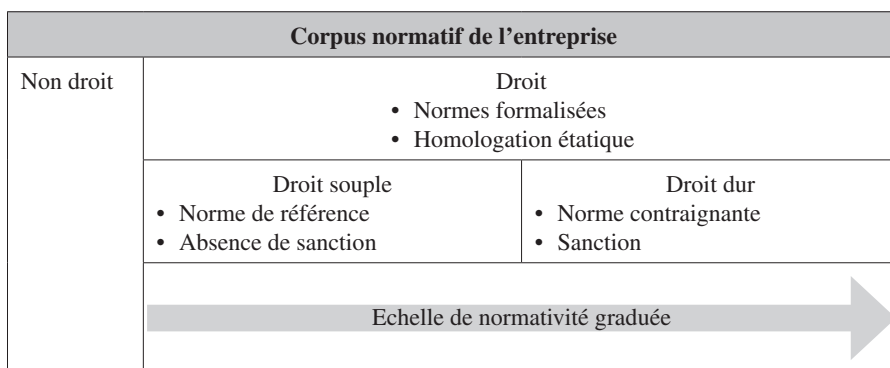 Corpus normatif de l’entreprise
Non droit
Droit
• Normes formalisées
• Homologation étatique
Droit souple
• Norme de référence
• Absence de sanction
Droit dur
• Norme contraignante
• Sanction
Echelle de normativité graduée